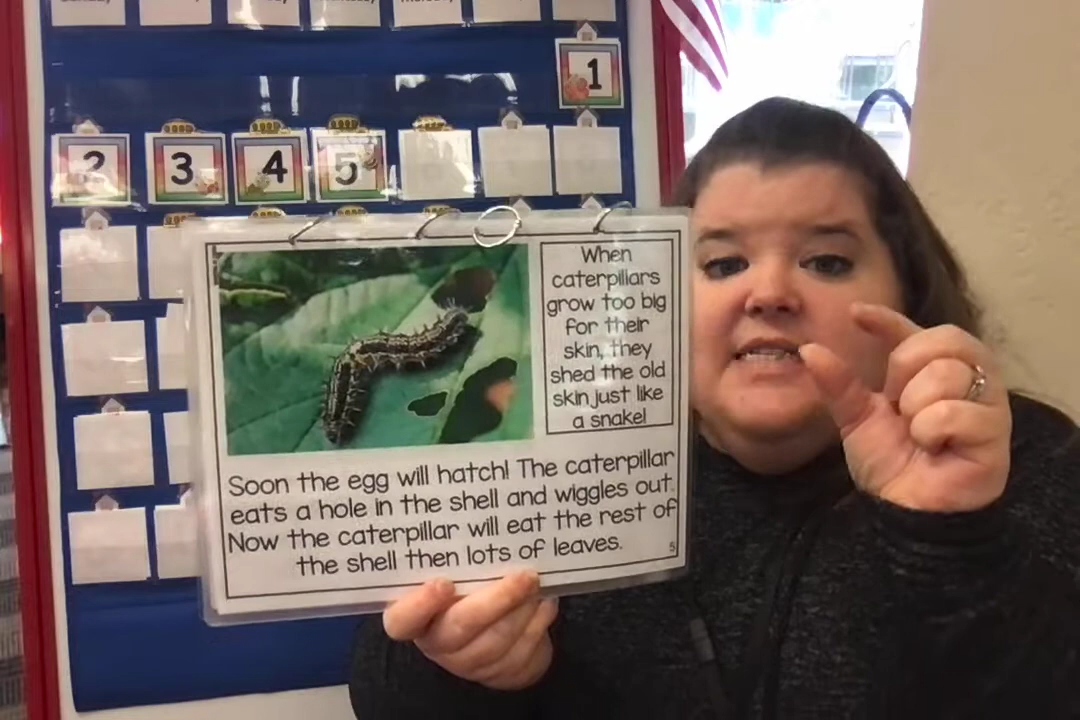 1
2 3 4 5
When
caterpillars
grow too big
for their
skin, they
shed the old
skin just like
a snake!
Soon the egg will hatch! The caterpillar
eats a hole in the shell and wiggles out.
Now the caterpillar will eat the rest of
the shell then lots of leaves.
5